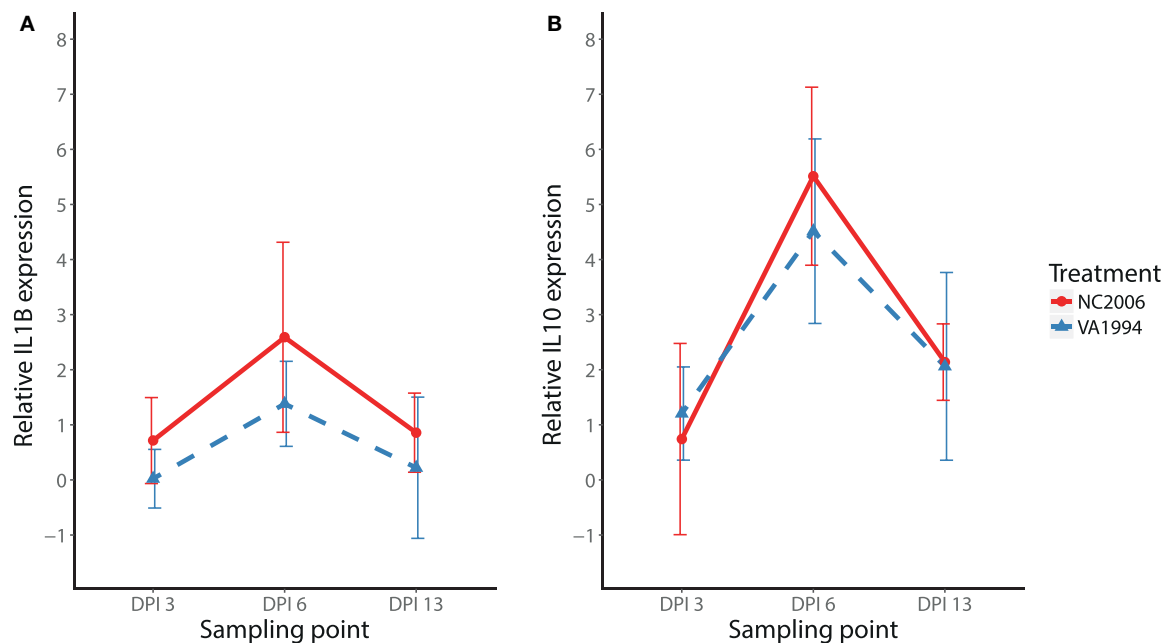 A
8
7
6
5
4
3
2
1
0
−1
Relative IL1B expression
DPI 3 DPI 6 DPI 13
Sampling point
B
8
7
6
5
4
3
2
1
0
−1
Relative IL10 expression
DPI 3 DPI 6 DPI 13
Sampling point
Treatment
NC2006
VA1994